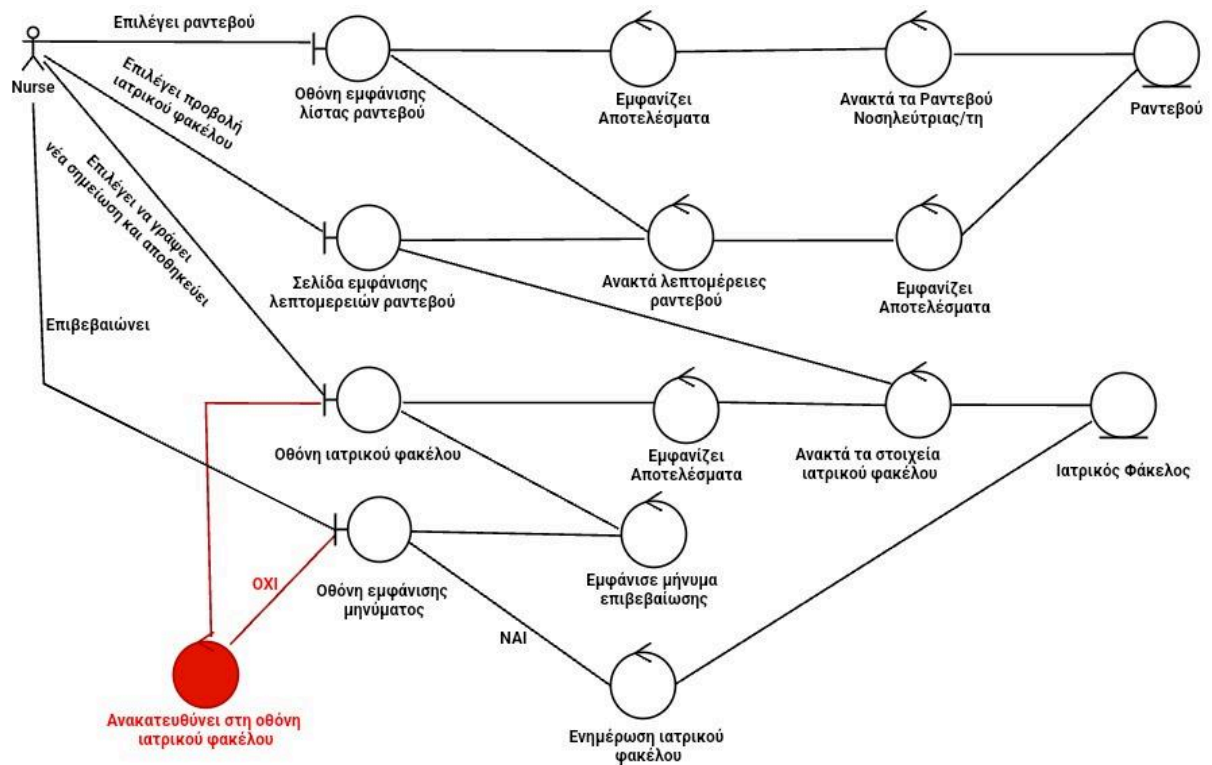 Επιλέγει ραντεβού
Nurse
Οθόνη εμφάνισης
λίστας ραντεβού
Εμφανίζει
Αποτελέσματα
Ανακτά τα Ραντεβού
Νοσηλεύτριας/τη
Ραντεβού
Επιλέγει προβολή
ιατρικού φακέλου
Επιλέγει να γράψει
νέα σημείωση και αποθηκεύει
Σελίδα εμφάνισης
λεπτομερειών ραντεβού
Ανακτά λεπτομέρειες
ραντεβού
Εμφανίζει
Αποτελέσματα
Επιβεβαιώνει
Οθόνη ιατρικού φακέλου
Εμφανίζει
Αποτελέσματα
Ανακτά τα στοιχεία
ιατρικού φακέλου
Ιατρικός Φάκελος
ΟΧΙ
Οθόνη εμφάνισης
μηνύματος
Εμφάνισε μήνυμα
επιβεβαίωσης
ΝΑΙ
Ανακατευθύνει στη οθόνη
ιατρικού φακέλου
Ενημέρωση ιατρικού
φακέλου